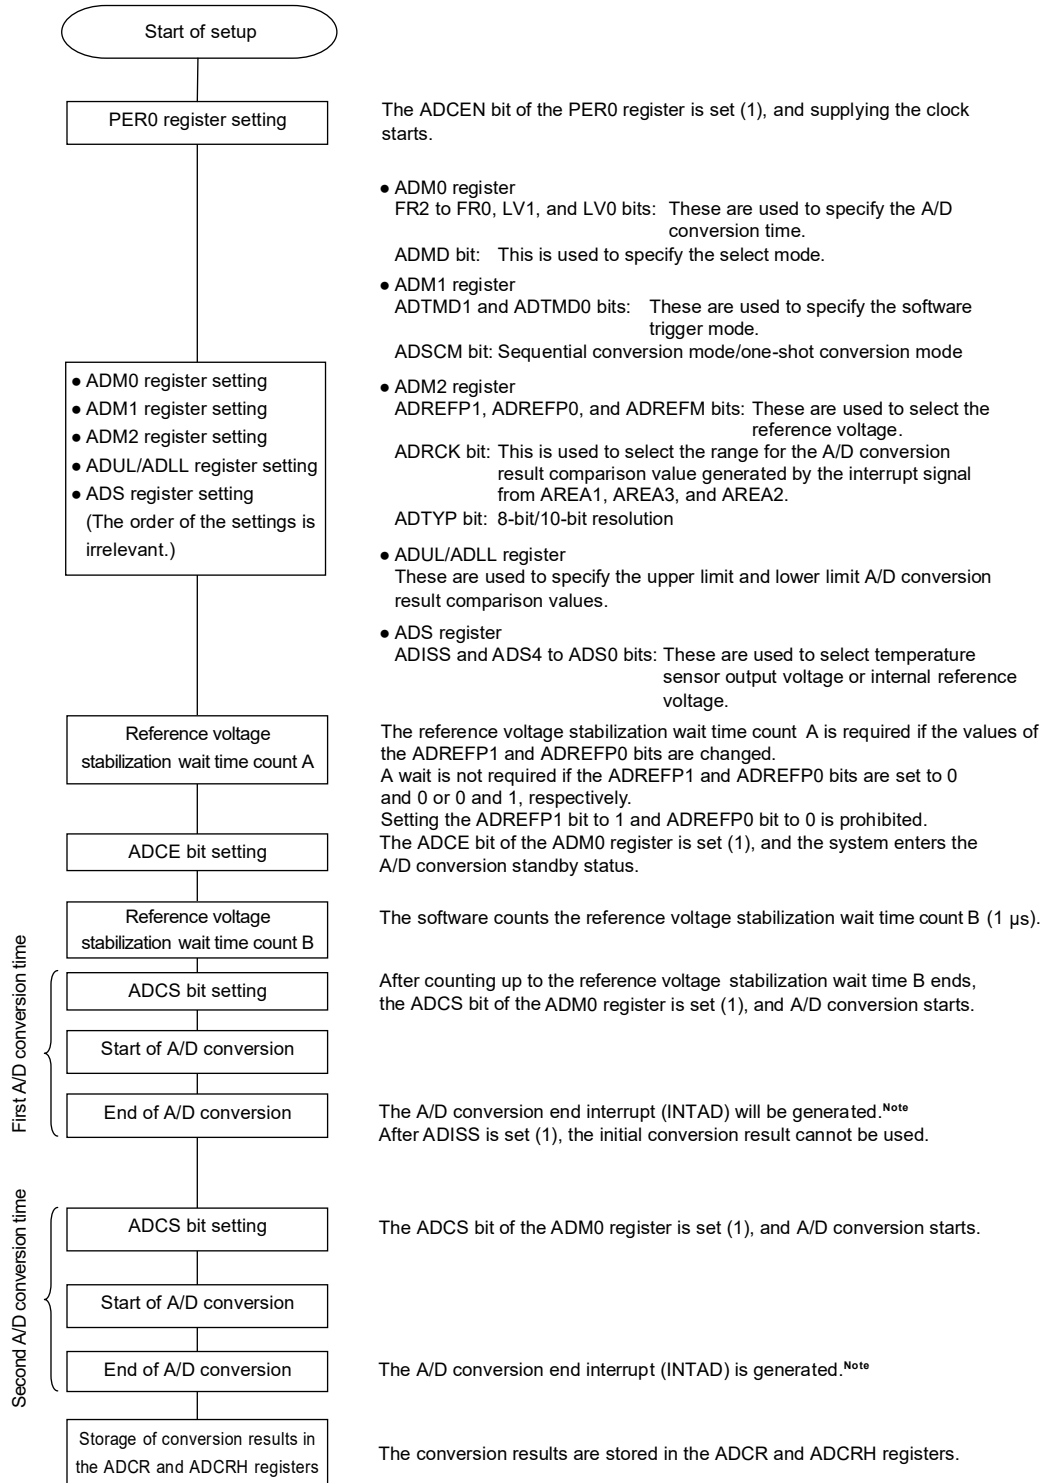 Start of setup
PER0 register setting
The ADCEN bit of the PER0 register is set (1), and supplying the clock
starts.
● ADM0 register
FR2 to FR0, LV1, and LV0 bits: These are used to specify the A/D
conversion time.
ADMD bit: This is used to specify the select mode.
● ADM1 register
ADTMD1 and ADTMD0 bits: These are used to specify the software
trigger mode.
ADSCM bit: Sequential conversion mode/one-shot conversion mode
● ADM0 register setting
● ADM1 register setting
● ADM2 register setting
● ADUL/ADLL register setting
● ADS register setting
(The order of the settings is
irrelevant.)
● ADM2 register
ADREFP1, ADREFP0, and ADREFM bits: These are used to select the
reference voltage.
ADRCK bit: This is used to select the range for the A/D conversion
result comparison value generated by the interrupt signal
from AREA1, AREA3, and AREA2.
ADTYP bit: 8-bit/10-bit resolution
● ADUL/ADLL register
These are used to specify the upper limit and lower limit A/D conversion
result comparison values.
● ADS register
ADISS and ADS4 to ADS0 bits: These are used to select temperature
sensor output voltage or internal reference
voltage.
Reference voltage
stabilization wait time count A
The reference voltage stabilization wait time count A is required if the values of
the ADREFP1 and ADREFP0 bits are changed.
A wait is not required if the ADREFP1 and ADREFP0 bits are set to 0
and 0 or 0 and 1, respectively.
Setting the ADREFP1 bit to 1 and ADREFP0 bit to 0 is prohibited.
ADCE bit setting
The ADCE bit of the ADM0 register is set (1), and the system enters the
A/D conversion standby status.
Reference voltage
stabilization wait time count B
The software counts the reference voltage stabilization wait time count B (1 μs).
First A/D conversion time
ADCS bit setting
After counting up to the reference voltage stabilization wait time B ends,
the ADCS bit of the ADM0 register is set (1), and A/D conversion starts.
Start of A/D conversion
End of A/D conversion
The A/D conversion end interrupt (INTAD) will be generated.Note
After ADISS is set (1), the initial conversion result cannot be used.
Second A/D conversion time
ADCS bit setting
The ADCS bit of the ADM0 register is set (1), and A/D conversion starts.
Start of A/D conversion
End of A/D conversion
The A/D conversion end interrupt (INTAD) is generated.Note
Storage of conversion results in
the ADCR and ADCRH registers
The conversion results are stored in the ADCR and ADCRH registers.